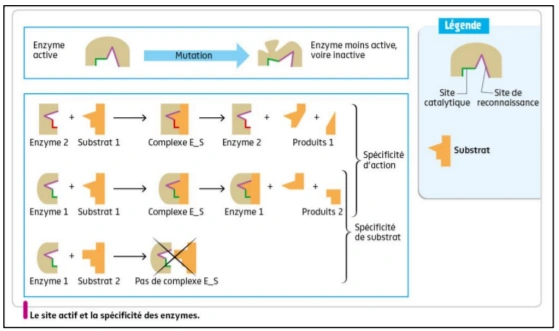 Légende
Enzyme
active
Mutation
Enzyme moins active,
voire inactive
Site
catalytique
Site de
reconnaissance
Substrat
Enzyme 2 + Substrat 1 Complexe E_S Enzyme 2 + + Produits 1
Enzyme 1 + Substrat 1 Complexe E_S Enzyme 1 + + Produits 2
Enzyme 1 + Substrat 2 Pas de complexe E_S
Spécificité
d'action
Spécificité
de substrat
Le site actif et la spécificité des enzymes.